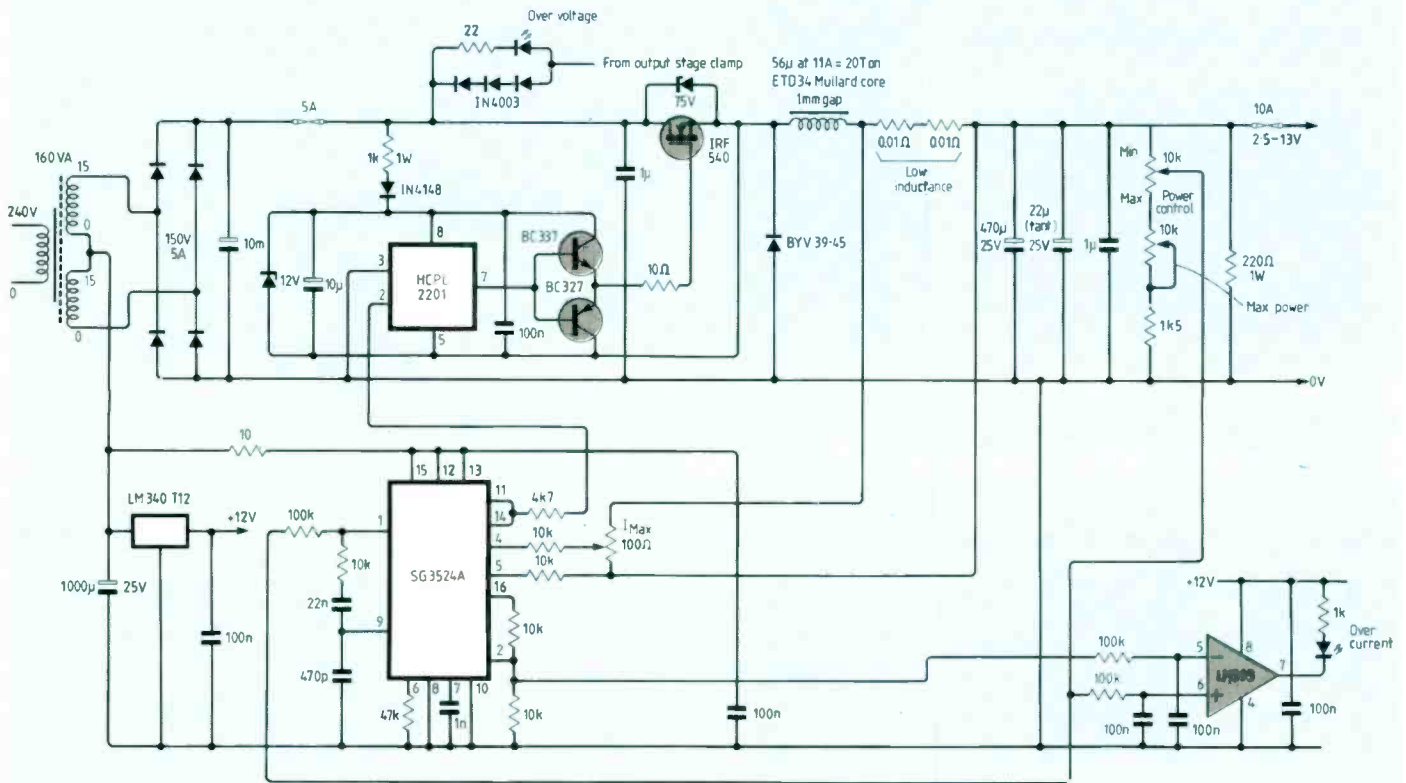 Over voltage
22
From output stage clamp
IN4003
5A
75V
IRF
540
56µ at 11A = 20T on
ETD34 Mullard core
1mm gap
0.01Ω
0.01Ω
Low
inductance
10A
2·5–13V
160VA
15
240V
0
0
15
0
150V
5A
10m
1k
1W
IN4148
12V
10µ
3
2
8
HCPL
2201
7
5
100n
BC337
BC327
10Ω
1µ
BYV 39-45
470µ
25V
22µ
(tant)
25V
1µ
Min
10k
Max
Power
control
10k
Max power
1k5
220Ω
1W
0V
10
LM340 T12
+12V
1000µ
25V
100n
100k
10k
22n
470p
15
12
13
1
11
14
4
5
16
9
2
SG3524A
6
8
7
10
47k
1n
4k7
10k
10k
I Max
100Ω
10k
10k
100n
+12V
100k
100k
5
6
8
7
4
100n
100n
100n
1k
Over
current